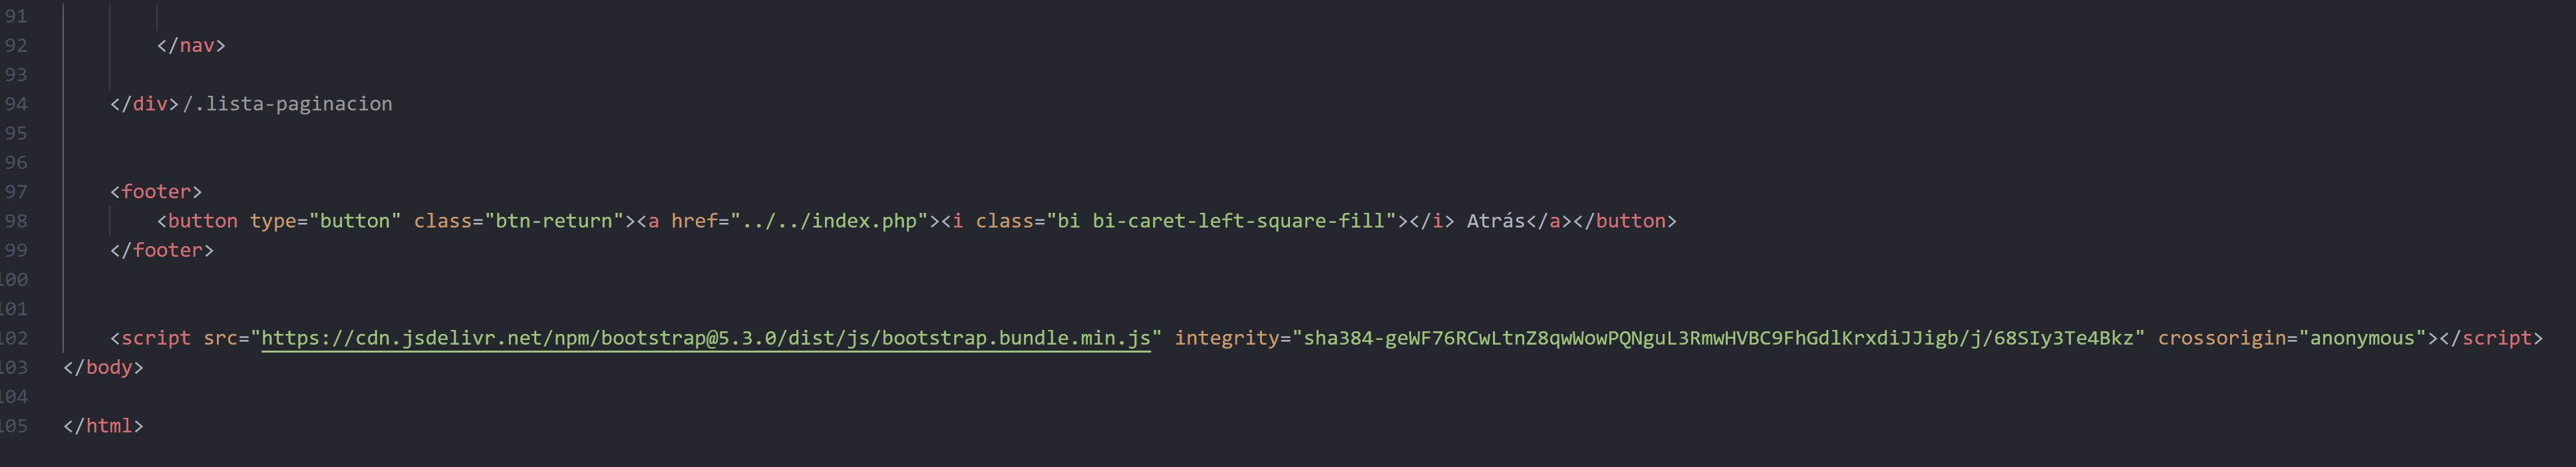 91
92 </nav>
93
94 </div>/.lista-paginacion
95
96
97 <footer>
98 <button type="button" class="btn-return"><a href="../../index.php"><i class="bi bi-caret-left-square-fill"></i> Atrás</a></button>
99 </footer>
100
101
102 <script src="https://cdn.jsdelivr.net/npm/bootstrap@5.3.0/dist/js/bootstrap.bundle.min.js" integrity="sha384-geWF76RCwLtnZ8qwWowPQNguL3RmwHVBC9FhGdlKrxdiJJigb/j/68SIy3Te4Bkz" crossorigin="anonymous"></script>
103 </body>
104
105 </html>